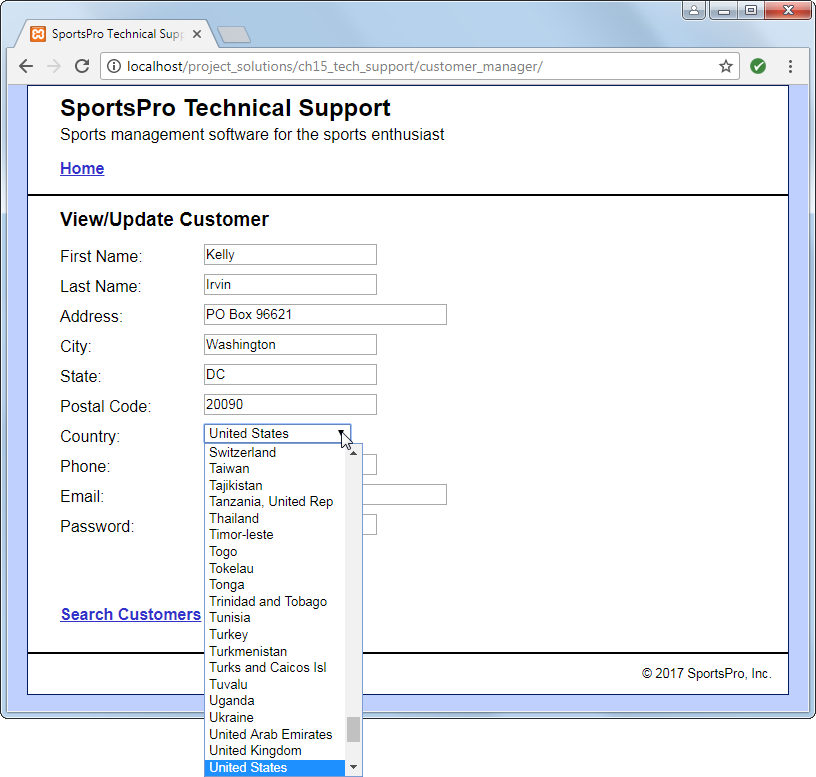 SportsPro Technical Supp
localhost/project_solutions/ch15_tech_support/customer_manager/
SportsPro Technical Support
Sports management software for the sports enthusiast
Home
View/Update Customer
First Name: Kelly
Last Name: Irvin
Address: PO Box 96621
City: Washington
State: DC
Postal Code: 20090
Country: United States
Phone:
Email:
Password:
Switzerland
Taiwan
Tajikistan
Tanzania, United Rep
Thailand
Timor-leste
Togo
Tokelau
Tonga
Trinidad and Tobago
Tunisia
Turkey
Turkmenistan
Turks and Caicos Isl
Tuvalu
Uganda
Ukraine
United Arab Emirates
United Kingdom
United States
Search Customers
© 2017 SportsPro, Inc.